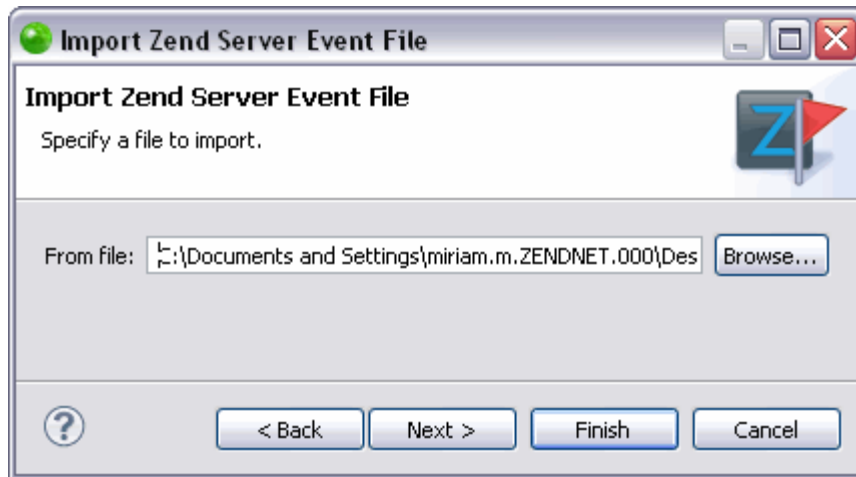 Import Zend Server Event File
Import Zend Server Event File
Specify a file to import.
From file: C:\Documents and Settings\miriam.m.ZENDNET.000\Des Browse...
? < Back Next > Finish Cancel